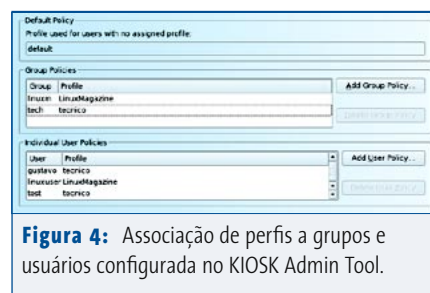 Default Policy
Profile used for users with no assigned profile:
default
Group Policies
Group Profile
linuxm LinuxMagazine
Add Group Policy...
tech tecnico
Individual User Policies
User Profile
Add User Policy...
gustavo tecnico
linuxuser LinuxMagazine
test tecnico
Figura 4: Associação de perfis a grupos e
usuários configurada no KIOSK Admin Tool.